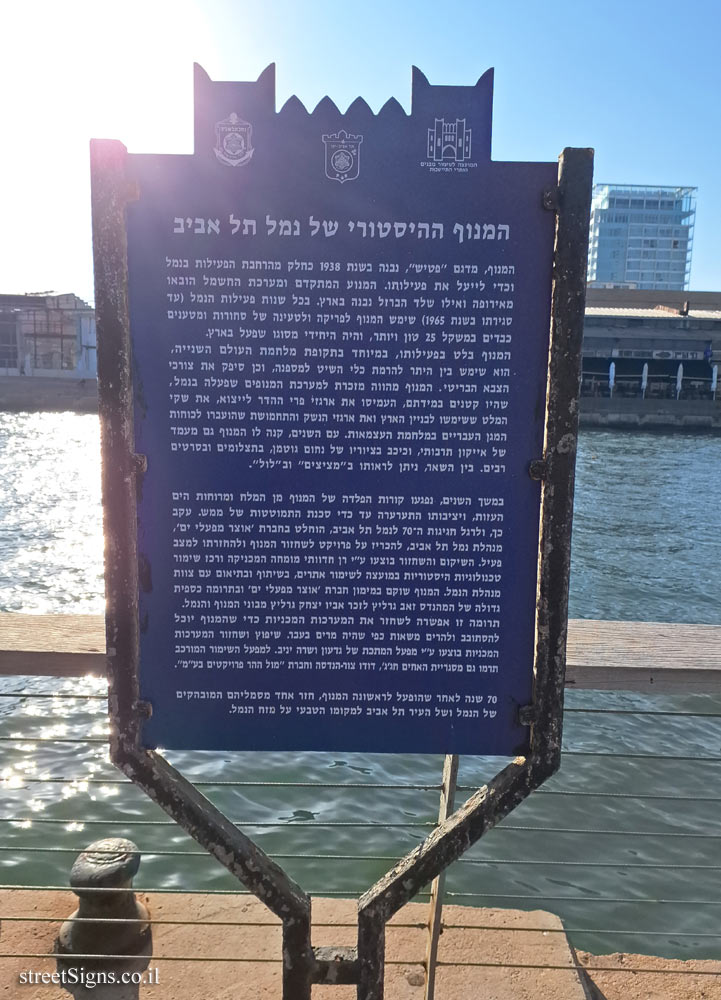 תל אביב-יפו
המועצה לשימור מבנים
ואתרי התיישבות
המנוף ההיסטורי של נמל תל אביב
המנוף, מדגם "פטיש", נבנה בשנת 1938 כחלק מהרחבת הפעילות בנמל
וכדי לייעל את פעילותו. המנוע המתקדם ומערכת החשמל הובאו
מאירופה ואילו שלד הברזל נבנה בארץ. בכל שנות פעילות הנמל (עד
סגירתו בשנת 1965) שימש המנוף לפריקה ולטעינה של סחורות ומטענים
כבדים במשקל 25 טון ויותר, והיה היחידי מסוגו שפעל בארץ.
המנוף בלט בפעילותו, במיוחד בתקופת מלחמת העולם השנייה,
הוא שימש בין היתר להרמת כלי השיט למספנה, וכן סיפק את צורכי
הצבא הבריטי. המנוף מהווה מזכרת למערכת המנופים שפעלה בנמל,
שהיו קטנים במידתם, העמיסו את ארגזי פרי ההדר לייצוא, את שקי
המלט ששימשו לבניין הארץ ואת ארגזי הנשק והתחמושת שהועברו לכוחות
המגן העבריים במלחמת העצמאות. עם השנים, קנה לו המנוף גם מעמד
של אייקון תרבותי, וכיכב בציוריו של נחום גוטמן, בתצלומים ובסרטים
רבים. בין השאר, ניתן לראותו ב"מציצים" וב"לול".
במשך השנים, נפגעו קורות הפלדה של המנוף מן המלח ומרוחות הים
העזות, ויציבותו התערערה עד כדי סכנת התמוטטות של ממש. עקב
כך, ולרגל חגיגות ה-70 לנמל תל אביב, הוחלט בחברת 'אוצר מפעלי ים',
מנהלת נמל תל אביב, להכריז על פרויקט לשחזור המנוף ולהחזרתו למצב
פעיל. השיקום והשחזור בוצעו ע"י רן חדוותי מומחה המכניקה ורכז שימור
טכנולוגיות היסטוריות במועצה לשימור אתרים, בשיתוף ובתיאום עם צוות
מנהלת הנמל. המנוף שוקם במימון חברת 'אוצר מפעלי ים' ובתרומה כספית
גדולה של המהנדס זאב גרליץ לזכר אביו יצחק גרליץ מבוני המנוף והנמל.
תרומה זו אפשרה לשחזר את המערכות המכניות כדי שהמנוף יוכל
להסתובב ולהרים משאות כפי שהיה מרים בעבר. שיפוץ ושחזור המערכות
המכניות בוצעו ע"י מפעל המתכת של גדעון ושרה יניב. למפעל השימור המורכב
תרמו גם מסגריית האחים חג'ג', דודו צור-הנדסה וחברת "מול ההר פרויקטים בע"מ".
70 שנה לאחר שהופעל לראשונה המנוף, חזר אחד מסמליהם המובהקים
של הנמל ושל העיר תל אביב למקומו הטבעי על מזח הנמל.
streetSigns.co.il